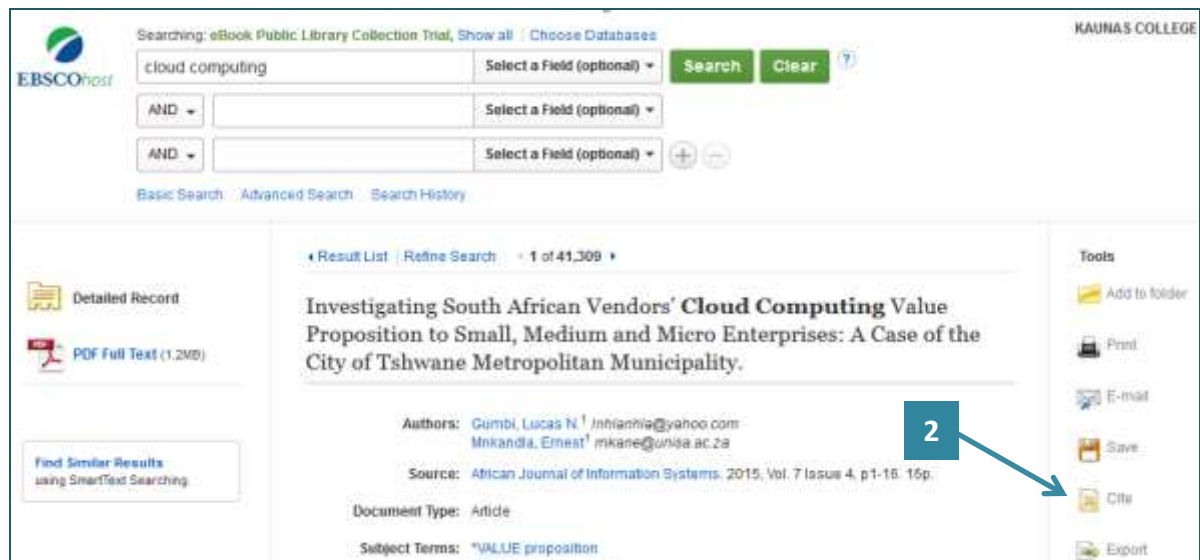 Searching: eBook Public Library Collection Trial, Show all | Choose Databases
KAUNAS COLLEGE
EBSCOhost
cloud computing
Select a Field (optional)
Search
Clear
?
AND
Select a Field (optional)
AND
Select a Field (optional)
Basic Search Advanced Search Search History
Result List | Refine Search 1 of 41,309
Tools
Detailed Record
PDF Full Text (1.2MB)
Find Similar Results
using SmartText Searching.
Investigating South African Vendors' Cloud Computing Value
Proposition to Small, Medium and Micro Enterprises: A Case of the
City of Tshwane Metropolitan Municipality.
Authors: Gumbi, Lucas N.1
Mnkandla, Ernest1 mkane@unisa.ac.za
Source: African Journal of Information Systems. 2015, Vol. 7 Issue 4, p1-16. 16p.
Document Type: Article
Subject Terms: *VALUE proposition
Add to folder
Print
E-mail
Save
2
Cite
Export